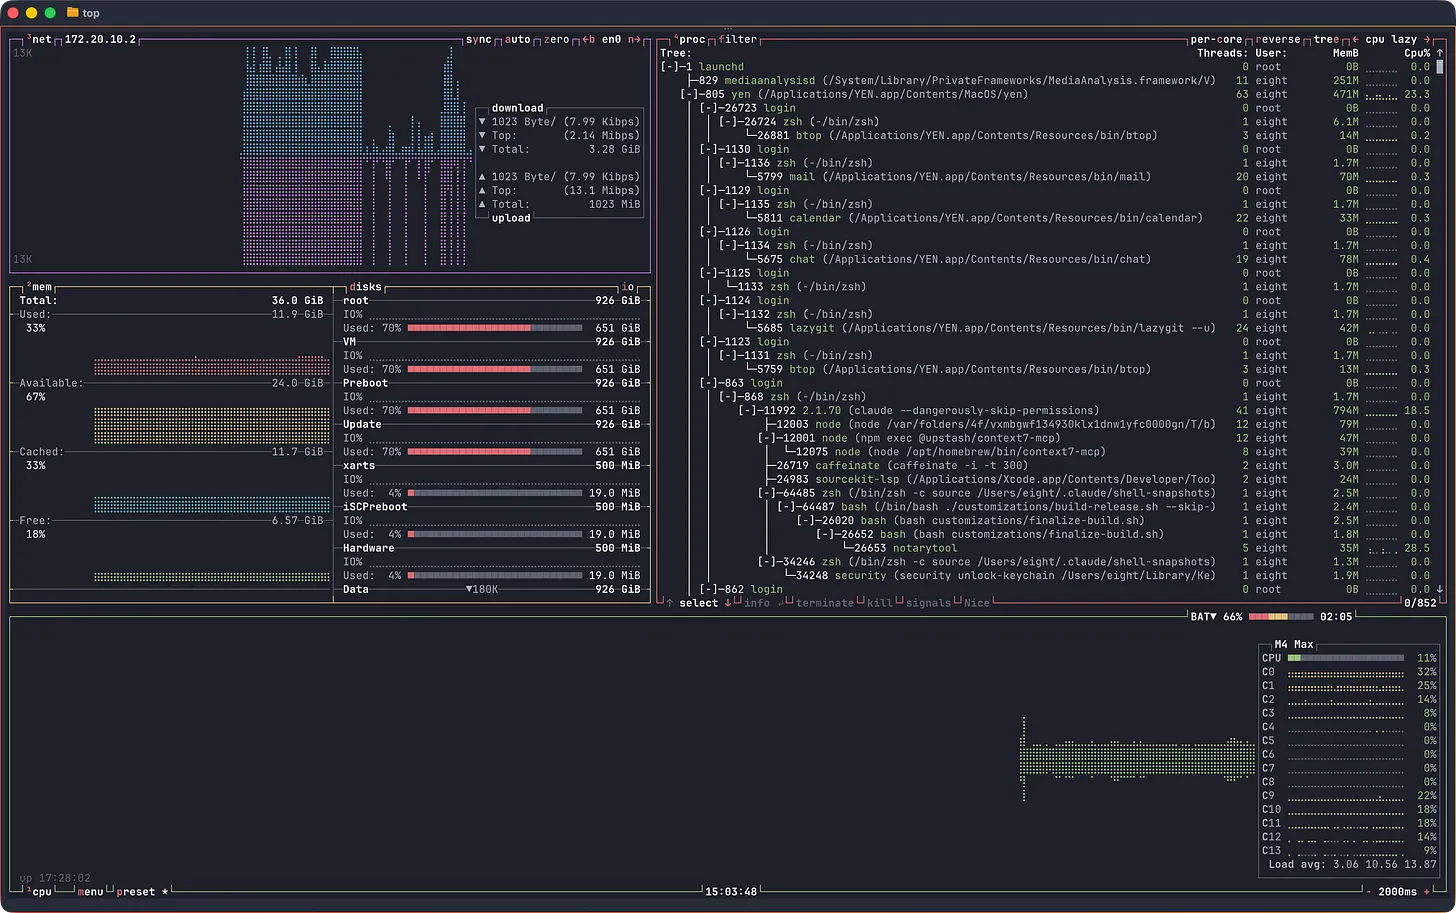 top
³net 172.20.10.2 sync auto zero ←b en0 n→
13K
download
▼ 1023 Byte/ (7.99 Kibps)
▼ Top: (2.14 Mibps)
▼ Total: 3.28 GiB
▲ 1023 Byte/ (7.99 Kibps)
▲ Top: (13.1 Mibps)
▲ Total: 1023 MiB
upload
13K
²mem
Total: 36.0 GiB
Used: 11.9 GiB
33%
Available: 24.0 GiB
67%
Cached: 11.7 GiB
33%
Free: 6.57 GiB
18%
disks io
root 926 GiB
IO%
Used: 70% 651 GiB
VM 926 GiB
IO%
Used: 70% 651 GiB
Preboot 926 GiB
IO%
Used: 70% 651 GiB
Update 926 GiB
IO%
Used: 70% 651 GiB
xarts 500 MiB
IO%
Used: 4% 19.0 MiB
iSCPreboot 500 MiB
IO%
Used: 4% 19.0 MiB
Hardware 500 MiB
IO%
Used: 4% 19.0 MiB
Data ▼180K 926 GiB
⁴proc filter per-core reverse tree ← cpu lazy →
Tree: Threads: User: MemB Cpu% ↑
[-]-1 launchd 0 root 0B 0.0
829 mediaanalysisd (/System/Library/PrivateFrameworks/MediaAnalysis.framework/V) 11 eight 251M 0.0
[-]-805 yen (/Applications/YEN.app/Contents/MacOS/yen) 63 eight 471M 23.3
[-]-26723 login 0 root 0B 0.0
[-]-26724 zsh (-/bin/zsh) 1 eight 6.1M 0.0
26881 btop (/Applications/YEN.app/Contents/Resources/bin/btop) 3 eight 14M 0.2
[-]-1130 login 0 root 0B 0.0
[-]-1136 zsh (-/bin/zsh) 1 eight 1.7M 0.0
5799 mail (/Applications/YEN.app/Contents/Resources/bin/mail) 20 eight 70M 0.3
[-]-1129 login 0 root 0B 0.0
[-]-1135 zsh (-/bin/zsh) 1 eight 1.7M 0.0
5811 calendar (/Applications/YEN.app/Contents/Resources/bin/calendar) 22 eight 33M 0.3
[-]-1126 login 0 root 0B 0.0
[-]-1134 zsh (-/bin/zsh) 1 eight 1.7M 0.0
5675 chat (/Applications/YEN.app/Contents/Resources/bin/chat) 19 eight 78M 0.4
[-]-1125 login 0 root 0B 0.0
1133 zsh (-/bin/zsh) 1 eight 1.7M 0.0
[-]-1124 login 0 root 0B 0.0
[-]-1132 zsh (-/bin/zsh) 1 eight 1.7M 0.0
5685 lazygit (/Applications/YEN.app/Contents/Resources/bin/lazygit --u) 24 eight 42M 0.0
[-]-1123 login 0 root 0B 0.0
[-]-1131 zsh (-/bin/zsh) 1 eight 1.7M 0.0
5759 btop (/Applications/YEN.app/Contents/Resources/bin/btop) 3 eight 13M 0.3
[-]-863 login 0 root 0B 0.0
[-]-868 zsh (-/bin/zsh) 1 eight 1.7M 0.0
[-]-11992 2.1.70 (claude --dangerously-skip-permissions) 41 eight 794M 18.5
12003 node (node /var/folders/4f/vxmbgwf134930klx1dnw1yfc0000gn/T/b) 12 eight 79M 0.0
[-]-12001 node (npm exec @upstash/context7-mcp) 12 eight 47M 0.0
12075 node (node /opt/homebrew/bin/context7-mcp) 8 eight 39M 0.0
26719 caffeinate (caffeinate -i -t 300) 2 eight 3.0M 0.0
24983 sourcekit-lsp (/Applications/Xcode.app/Contents/Developer/Too) 2 eight 24M 0.0
[-]-64485 zsh (/bin/zsh -c source /Users/eight/.claude/shell-snapshots) 1 eight 2.5M 0.0
[-]-64487 bash (/bin/bash ./customizations/build-release.sh --skip-) 1 eight 2.4M 0.0
[-]-26020 bash (bash customizations/finalize-build.sh) 1 eight 2.5M 0.0
[-]-26652 bash (bash customizations/finalize-build.sh) 1 eight 1.8M 0.0
26653 notarytool 5 eight 35M 28.5
[-]-34246 zsh (/bin/zsh -c source /Users/eight/.claude/shell-snapshots) 1 eight 1.3M 0.0
34248 security (security unlock-keychain /Users/eight/Library/Ke) 1 eight 1.9M 0.0
[-]-862 login 0 root 0B 0.0 ↓
↑ select ↓ info ↵ terminate kill signals Nice 0/852
BAT▼ 66% 02:05
M4 Max
CPU 11%
C0 32%
C1 25%
C2 14%
C3 8%
C4 0%
C5 0%
C6 0%
C7 0%
C8 0%
C9 22%
C10 18%
C11 18%
C12 14%
C13 9%
Load avg: 3.06 10.56 13.87
up 17:28:02
¹cpu menu preset * 15:03:48 - 2000ms +